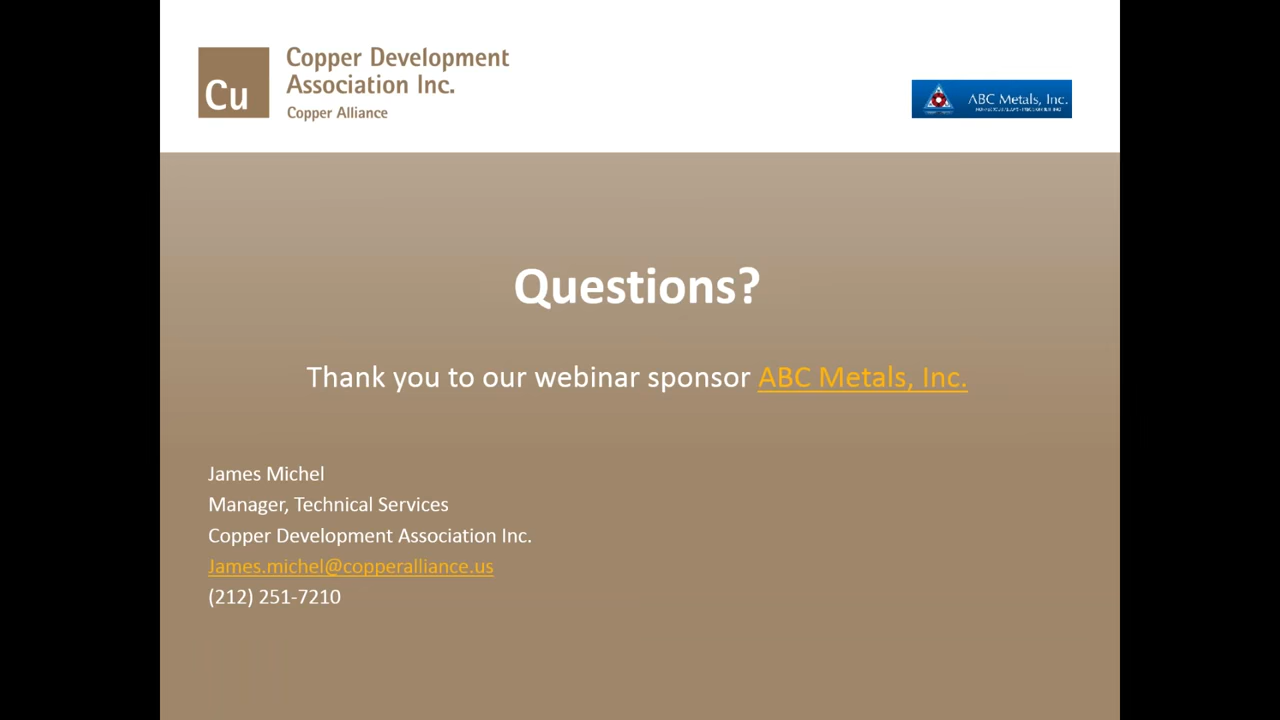 Cu
Copper Development
Association Inc.
Copper Alliance
ABC Metals, Inc.
Questions?
Thank you to our webinar sponsor ABC Metals, Inc.
James Michel
Manager, Technical Services
Copper Development Association Inc.
James.michel@copperalliance.us
(212) 251-7210